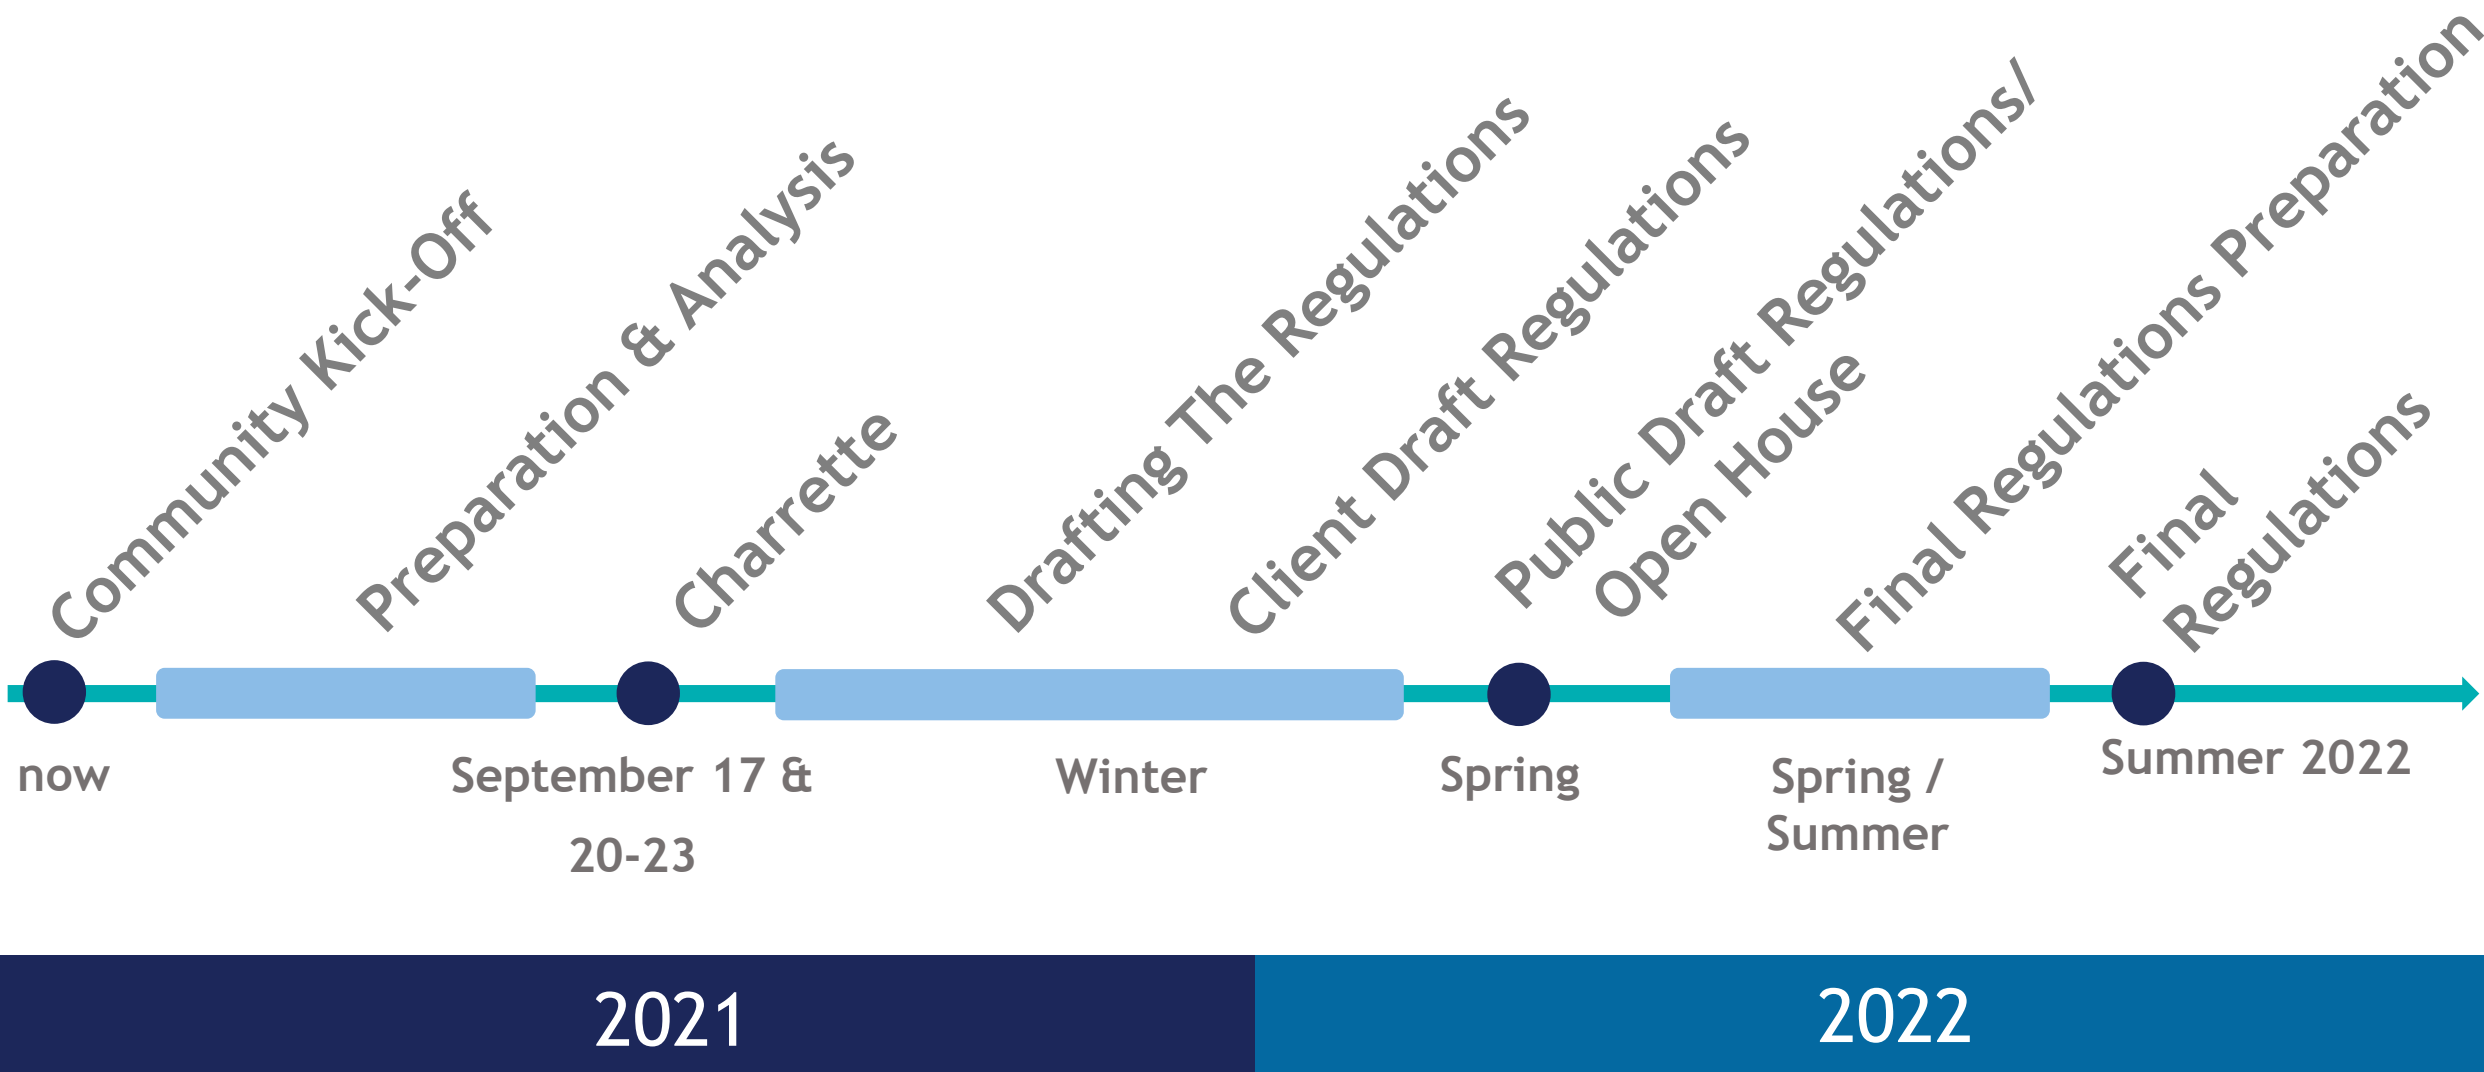 Community Kick-Off
Preparation & Analysis
Charrette
Drafting The Regulations
Client Draft Regulations
Public Draft Regulations/
Open House
Final Regulations Preparation
Final
Regulations
now
September 17 &
20-23
Winter
Spring
Spring /
Summer
Summer 2022
2021
2022